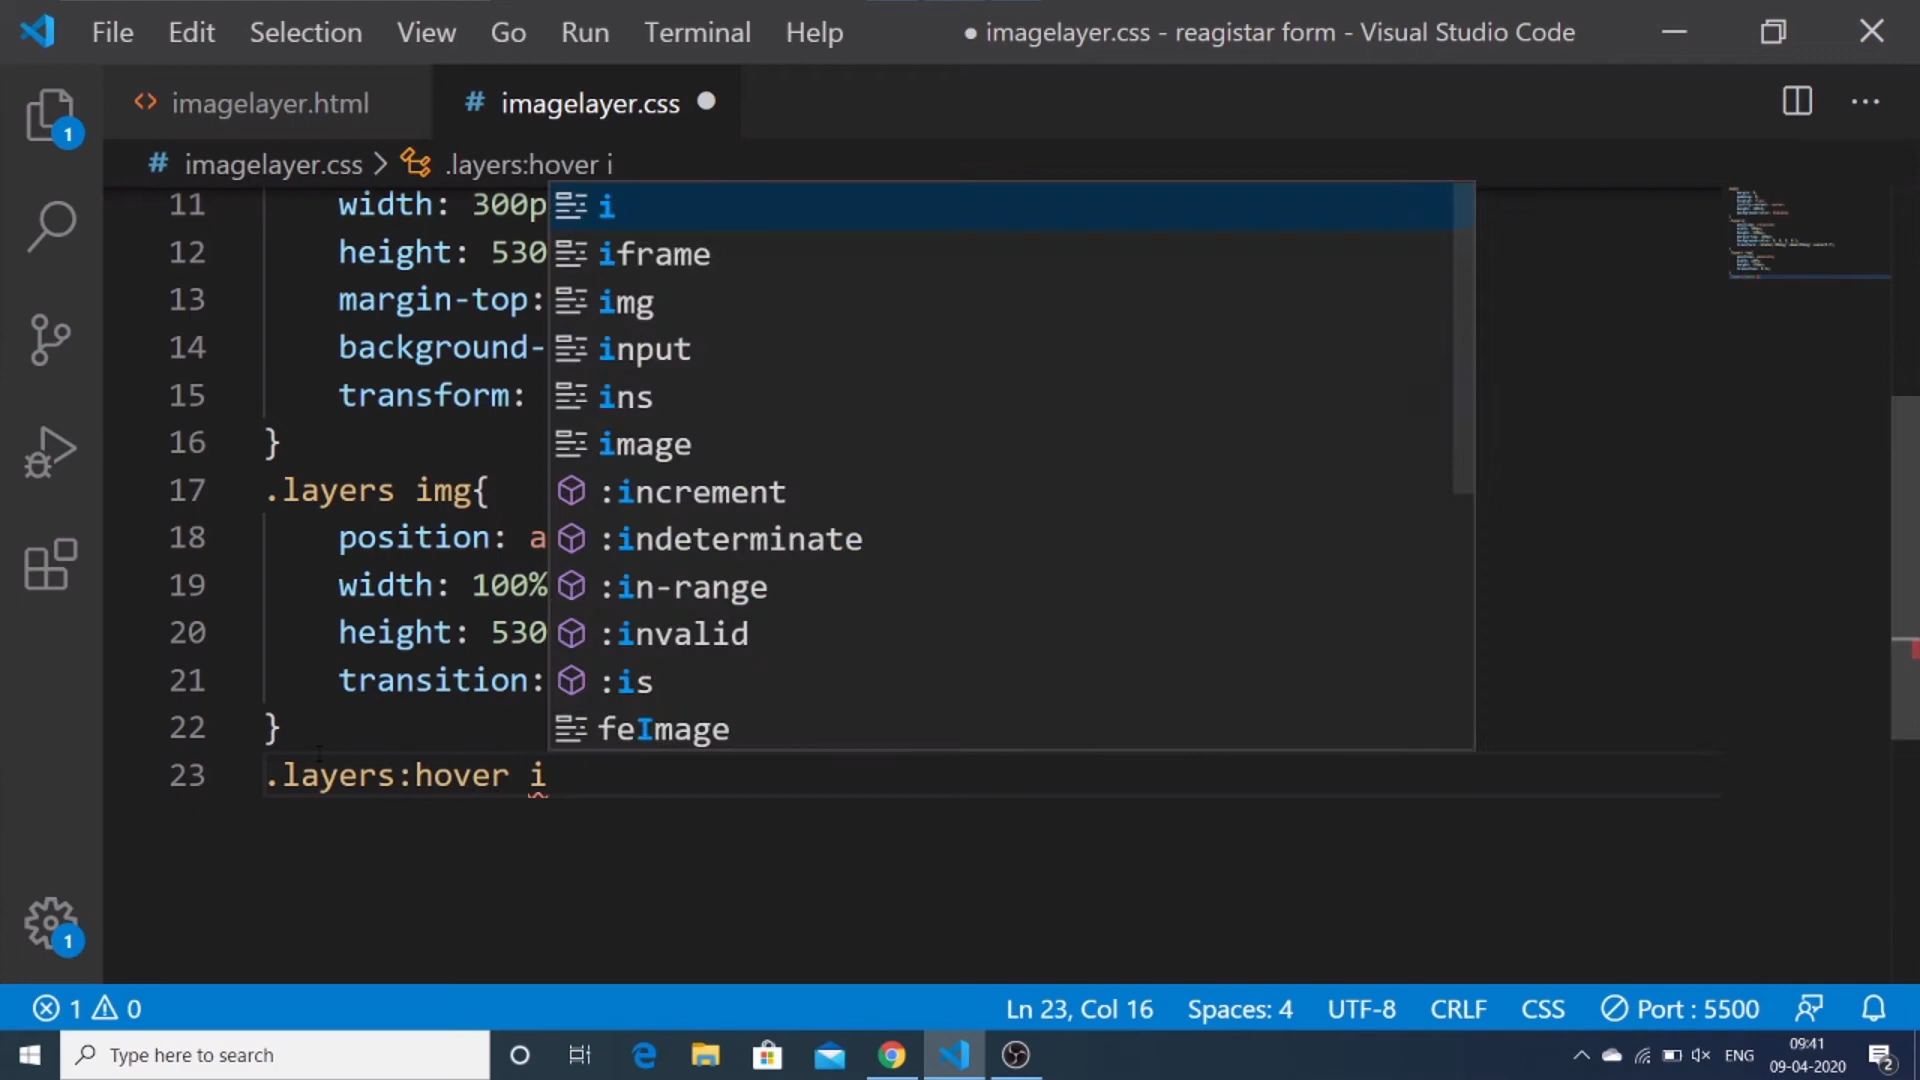 File Edit Selection View Go Run Terminal Help ● imagelayer.css - reagistar form - Visual Studio Code
<> imagelayer.html # imagelayer.css ●
# imagelayer.css > .layers:hover i
11 width: 300p
12 height: 530
13 margin-top:
14 background-
15 transform:
16 }
17 .layers img{
18 position: a
19 width: 100%
20 height: 530
21 transition:
22 }
23 .layers:hover i
i
iframe
img
input
ins
image
:increment
:indeterminate
:in-range
:invalid
:is
feImage
1
1
1 0 Ln 23, Col 16 Spaces: 4 UTF-8 CRLF CSS Port : 5500
Type here to search ENG 09:41
09-04-2020 2